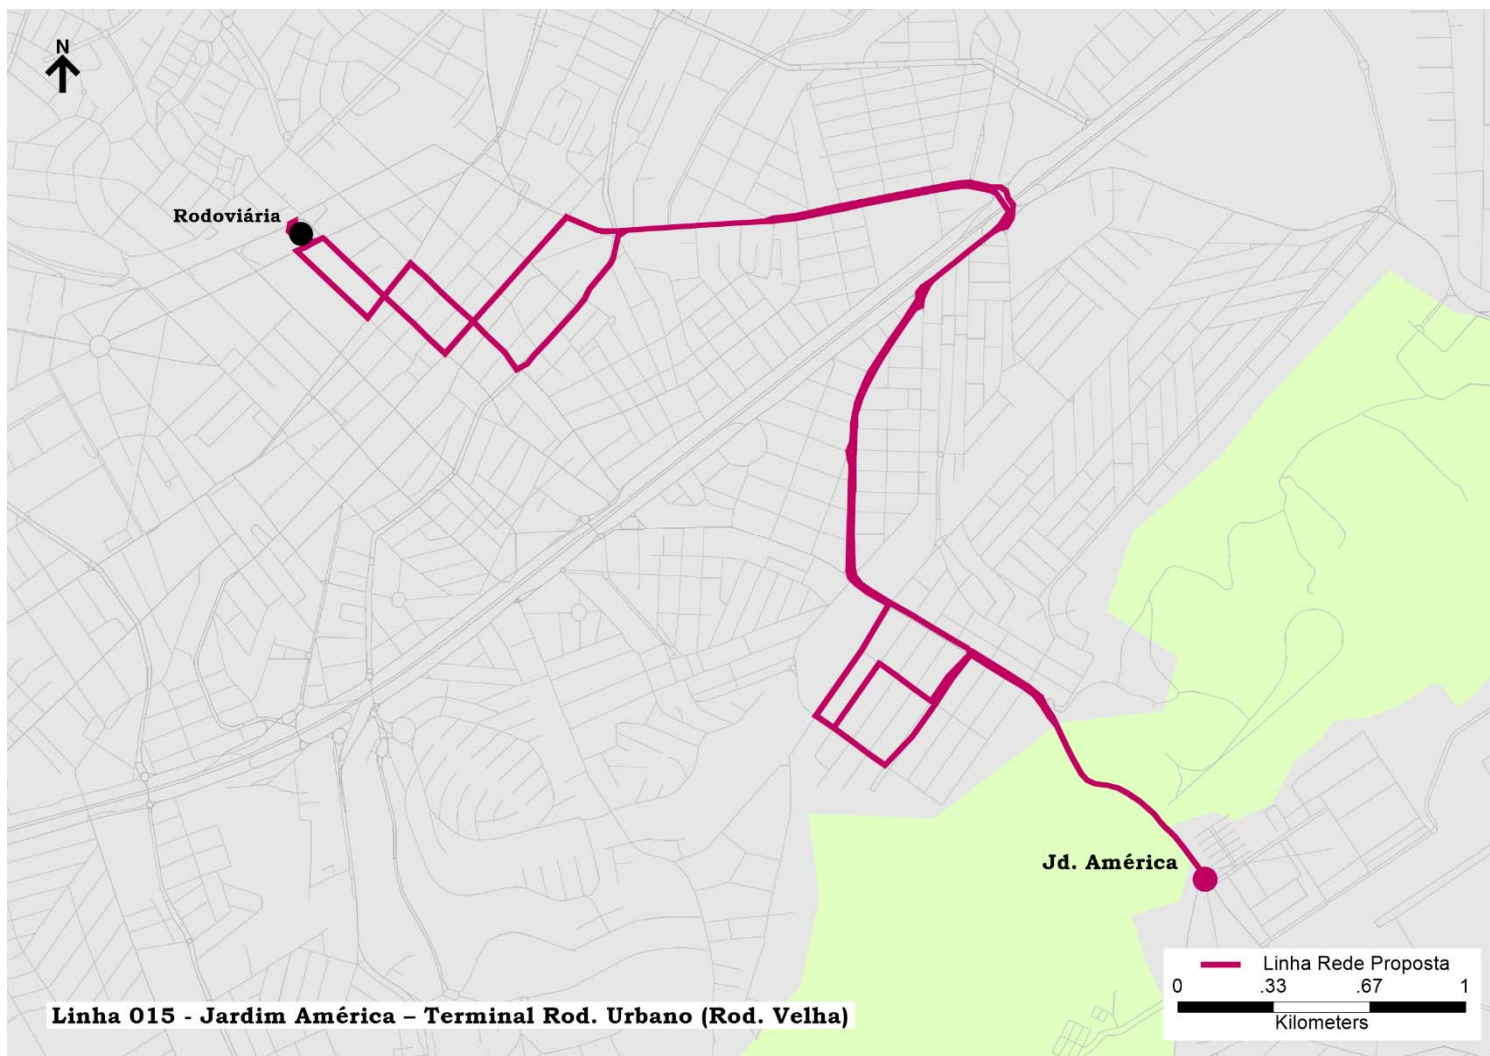 N
Rodoviária
Jd. América
Linha Rede Proposta
0 .33 .67 1
Kilometers
Linha 015 - Jardim América – Terminal Rod. Urbano (Rod. Velha)